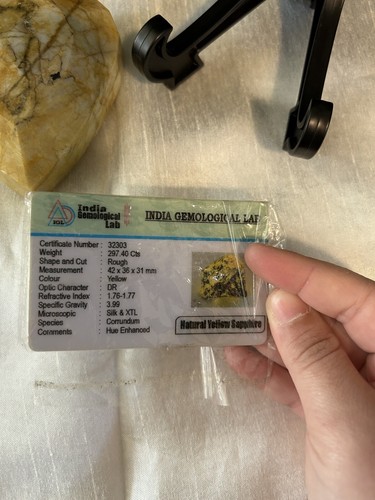 India
Gemological
Lab
IGL
INDIA GEMOLOGICAL LAB
Certificate Number : 32303
Weight : 297.40 Cts
Shape and Cut : Rough
Measurement : 42 x 36 x 31 mm
Colour : Yellow
Optic Character : DR
Refractive Index : 1.76-1.77
Specific Gravity : 3.99
Microscopic : Silk & XTL
Species : Corrundum
Comments : Hue Enhanced
Natural Yellow Sapphire